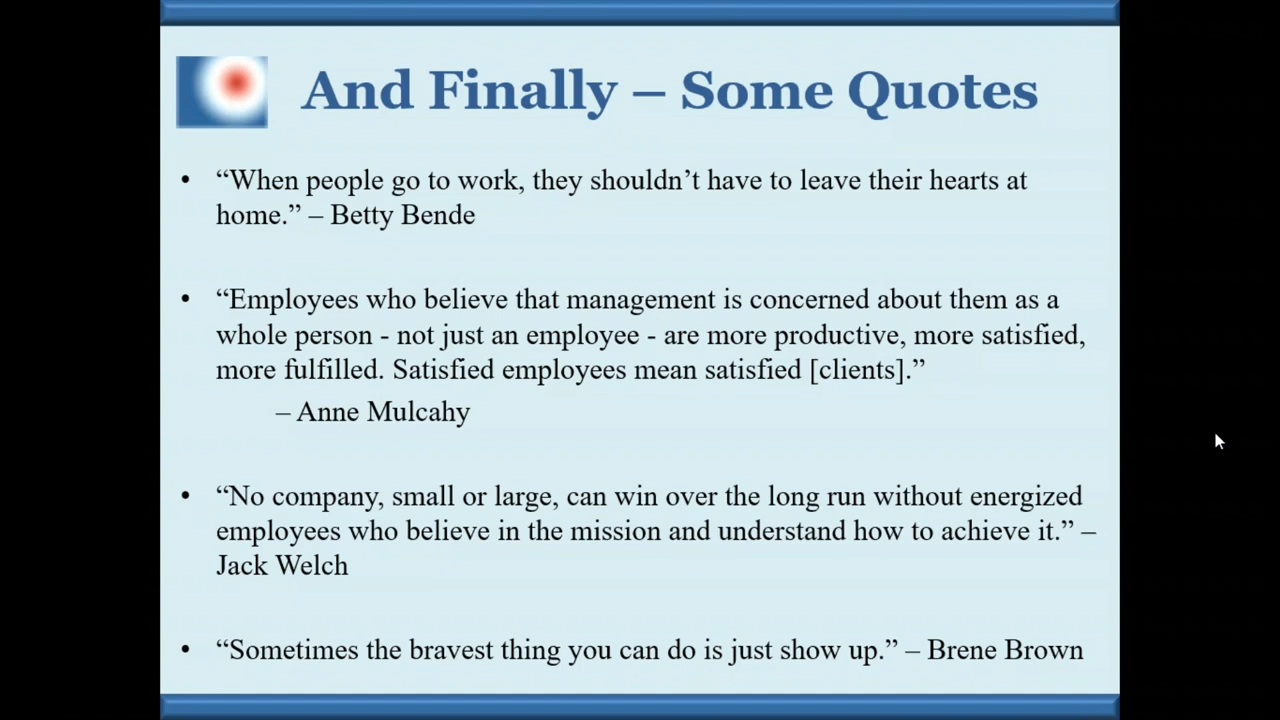 And Finally – Some Quotes
• “When people go to work, they shouldn’t have to leave their hearts at
home.” – Betty Bende
• “Employees who believe that management is concerned about them as a
whole person - not just an employee - are more productive, more satisfied,
more fulfilled. Satisfied employees mean satisfied [clients].”
– Anne Mulcahy
• “No company, small or large, can win over the long run without energized
employees who believe in the mission and understand how to achieve it.” –
Jack Welch
• “Sometimes the bravest thing you can do is just show up.” – Brene Brown